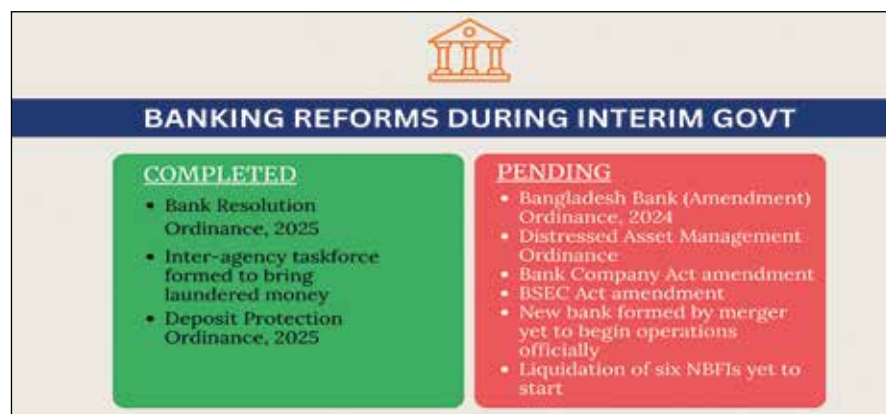 BANKING REFORMS DURING INTERIM GOVT
COMPLETED
• Bank Resolution
Ordinance, 2025
• Inter-agency taskforce
formed to bring
laundered money
• Deposit Protection
Ordinance, 2025
PENDING
• Bangladesh Bank (Amendment)
Ordinance, 2024
• Distressed Asset Management
Ordinance
• Bank Company Act amendment
• BSEC Act amendment
• New bank formed by merger
yet to begin operations
officially
• Liquidation of six NBFIs yet to
start